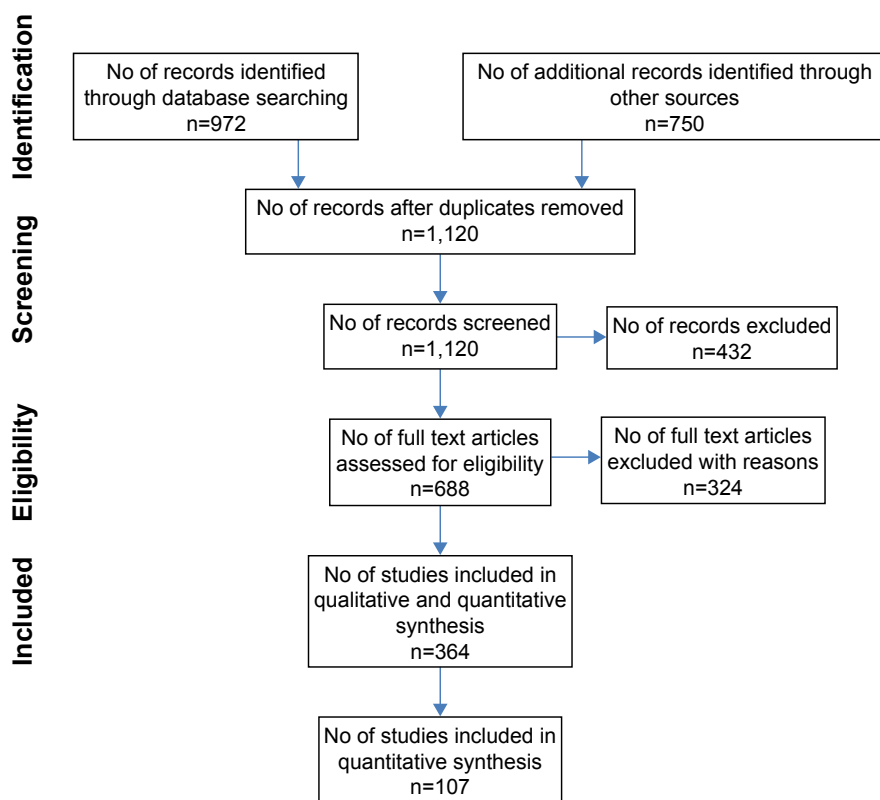 Identification
No of records identified
through database searching
n=972
No of additional records identified through
other sources
n=750
Screening
No of records after duplicates removed
n=1,120
No of records screened
n=1,120
No of records excluded
n=432
Eligibility
No of full text articles
assessed for eligibility
n=688
No of full text articles
excluded with reasons
n=324
Included
No of studies included in
qualitative and quantitative
synthesis
n=364
No of studies included in
quantitative synthesis
n=107